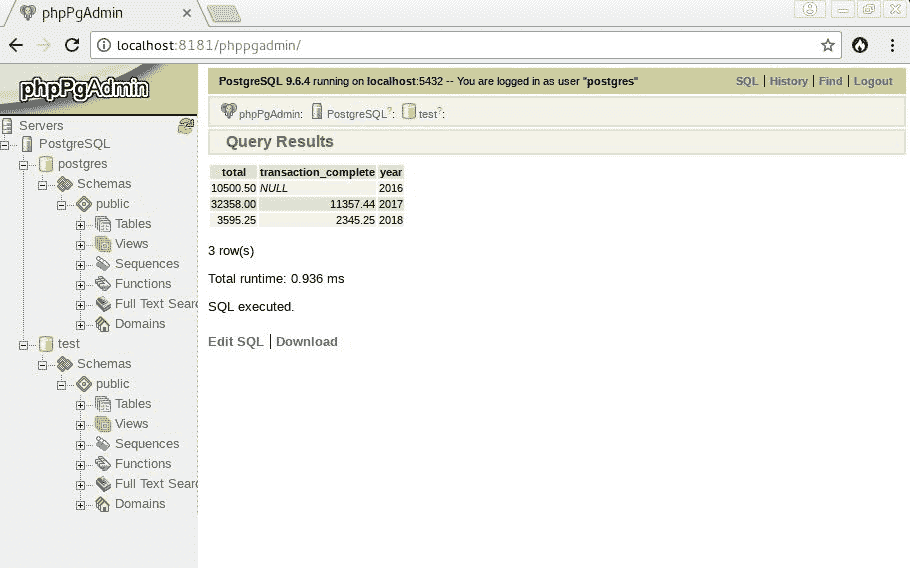 phpPgAdmin
localhost:8181/phppgadmin/
phpPgAdmin
Servers
PostgreSQL
postgres
Schemas
public
Tables
Views
Sequences
Functions
Full Text Sear
Domains
test
Schemas
public
Tables
Views
Sequences
Functions
Full Text Sear
Domains
PostgreSQL 9.6.4 running on localhost:5432 -- You are logged in as user "postgres"
SQL | History | Find | Logout
phpPgAdmin: PostgreSQL?: test?:
Query Results
total transaction_complete year
10500.50 NULL 2016
32358.00 11357.44 2017
3595.25 2345.25 2018
3 row(s)
Total runtime: 0.936 ms
SQL executed.
Edit SQL | Download